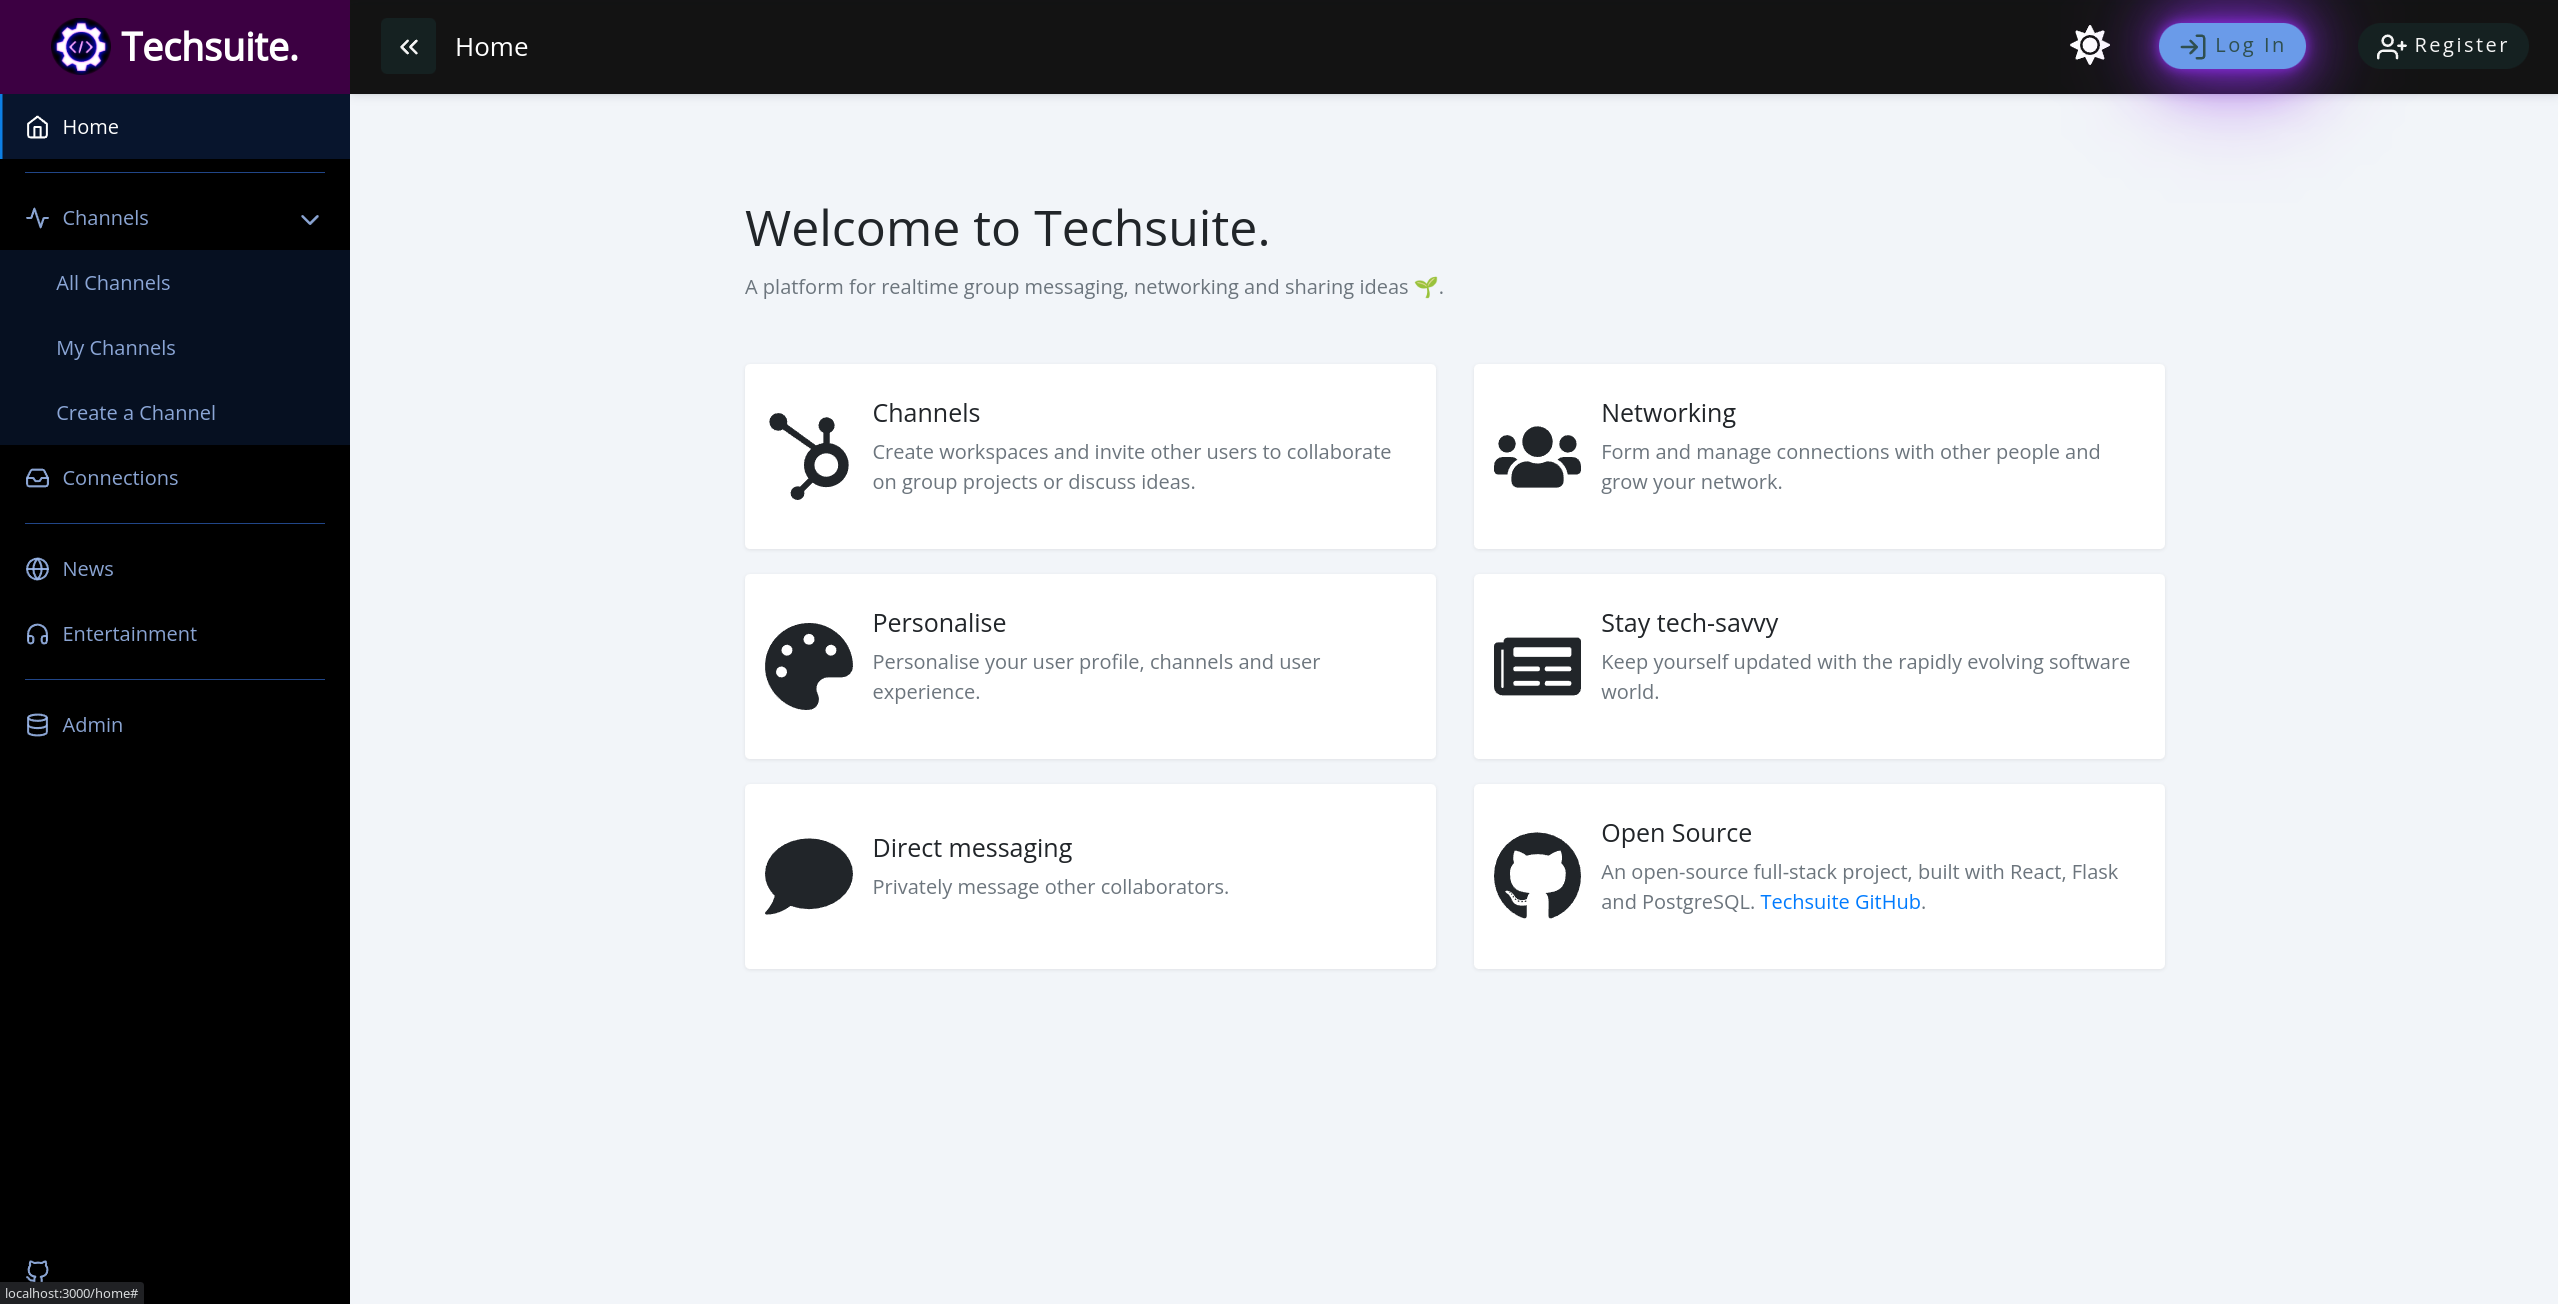 Techsuite.
Home
Log In
Register
Home
Channels
All Channels
My Channels
Create a Channel
Connections
News
Entertainment
Admin
localhost:3000/home#
Welcome to Techsuite.
A platform for realtime group messaging, networking and sharing ideas 🌱.
Channels
Create workspaces and invite other users to collaborate
on group projects or discuss ideas.
Networking
Form and manage connections with other people and
grow your network.
Personalise
Personalise your user profile, channels and user
experience.
Stay tech-savvy
Keep yourself updated with the rapidly evolving software
world.
Direct messaging
Privately message other collaborators.
Open Source
An open-source full-stack project, built with React, Flask
and PostgreSQL. Techsuite GitHub.